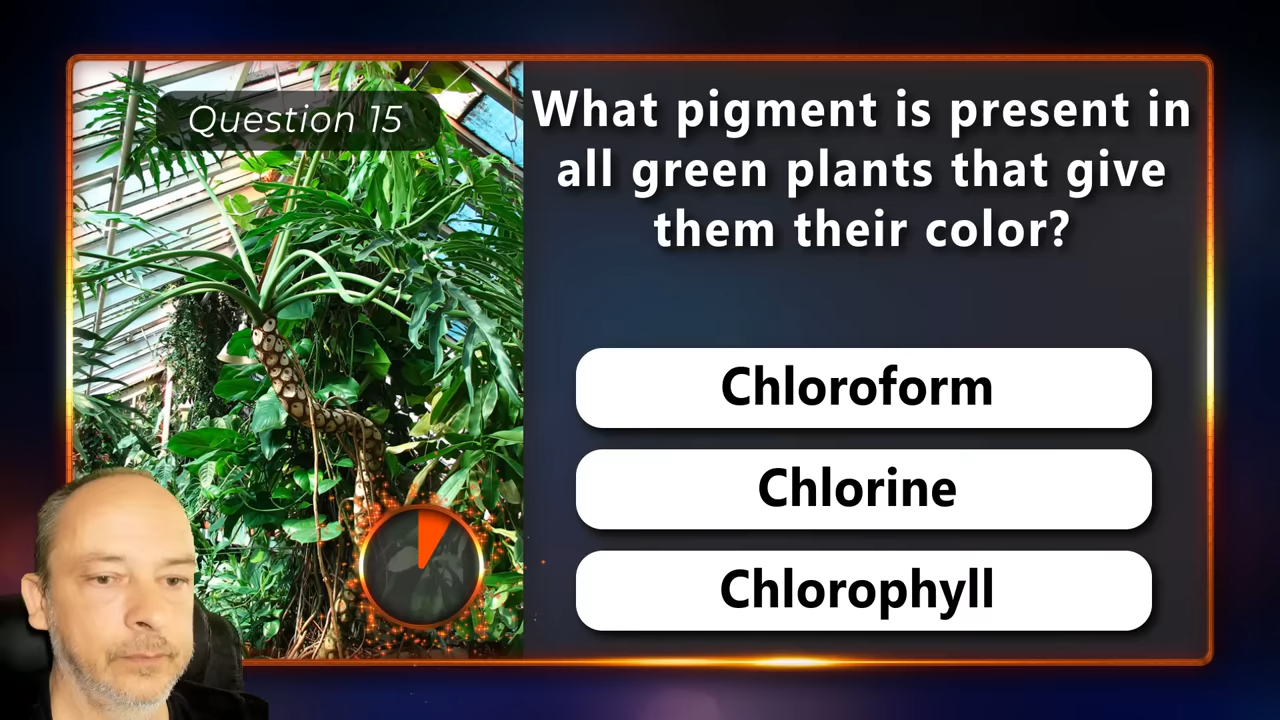 Question 15
What pigment is present in
all green plants that give
them their color?
Chloroform
Chlorine
Chlorophyll